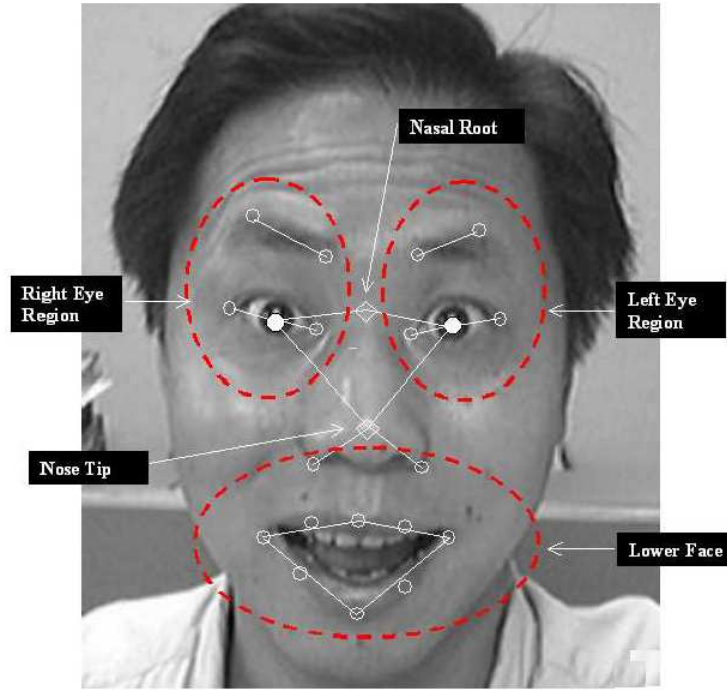 Nasal Root
Right Eye
Region
Left Eye
Region
Nose Tip
Lower Face